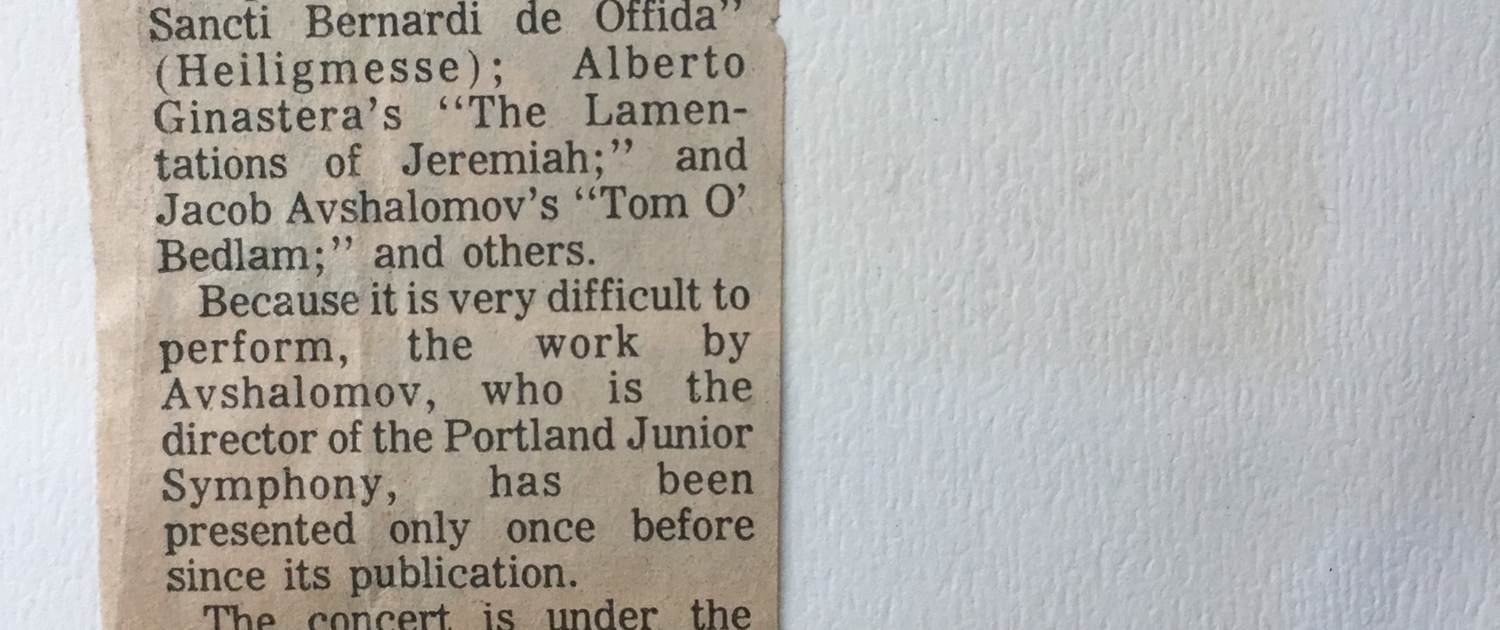 Sancti Bernardi de Offida”
(Heiligmesse); Alberto
Ginastera’s “The Lamen-
tations of Jeremiah;” and
Jacob Avshalomov’s “Tom O’
Bedlam;” and others.
Because it is very difficult to
perform, the work by
Avshalomov, who is the
director of the Portland Junior
Symphony, has been
presented only once before
since its publication.
The concert is under the